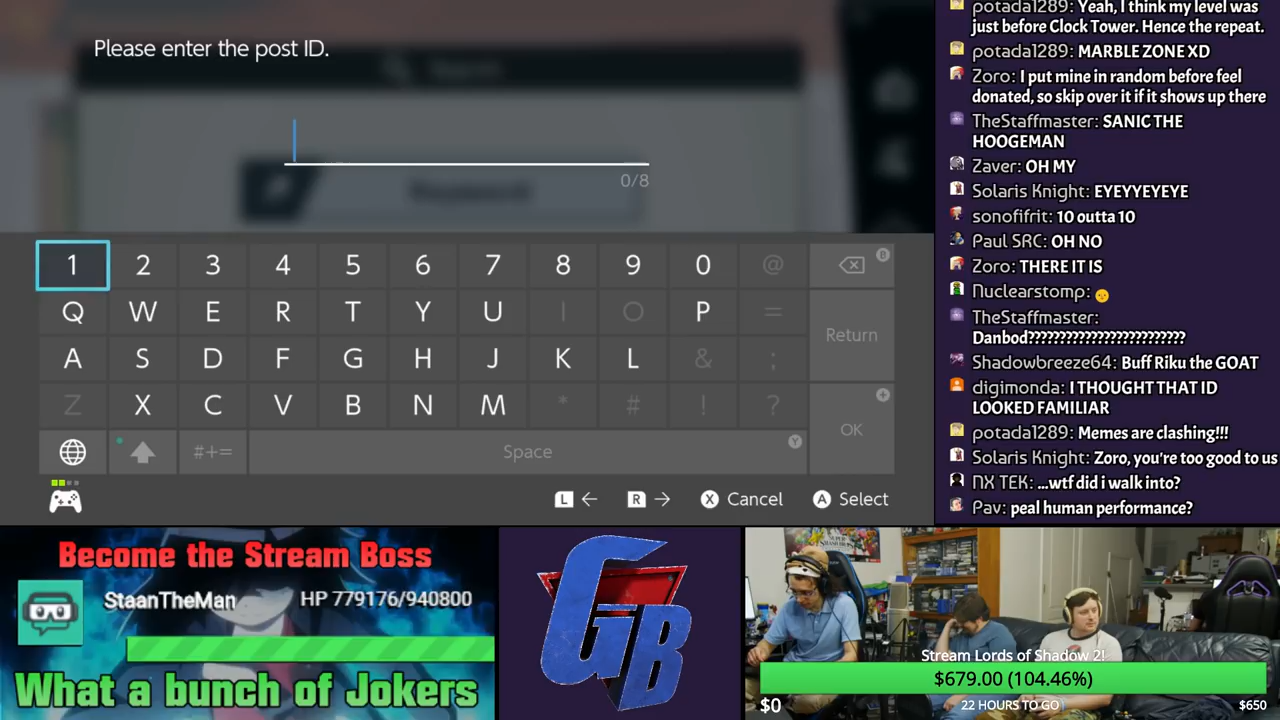 Please enter the post ID.
0/8
1 2 3 4 5 6 7 8 9 0 @
Q W E R T Y U I O P = Return
A S D F G H J K L & ;
Z X C V B N M * # ! ? OK
#+= Space Y
L ← R → X Cancel A Select
potada1289: Yeah, I think my level was
just before Clock Tower. Hence the repeat.
potada1289: MARBLE ZONE XD
Zoro: I put mine in random before feel
donated, so skip over it if it shows up there
TheStaffmaster: SANIC THE
HOOGEMAN
Zaver: OH MY
Solaris Knight: EYEYYEYEYE
sonofifrit: 10 outta 10
Paul SRC: OH NO
Zoro: THERE IT IS
Nuclearstomp:
TheStaffmaster:
Danbod?????????????????????????
Shadowbreeze64: Buff Riku the GOAT
digimonda: I THOUGHT THAT ID
LOOKED FAMILIAR
potada1289: Memes are clashing!!!
Solaris Knight: Zoro, you're too good to us
NX TEK: ...wtf did i walk into?
Pav: peal human performance?
Become the Stream Boss
StaanTheMan HP 779176/940800
What a bunch of Jokers
GB
Stream Lords of Shadow 2!
$679.00 (104.46%)
$0 22 HOURS TO GO $650